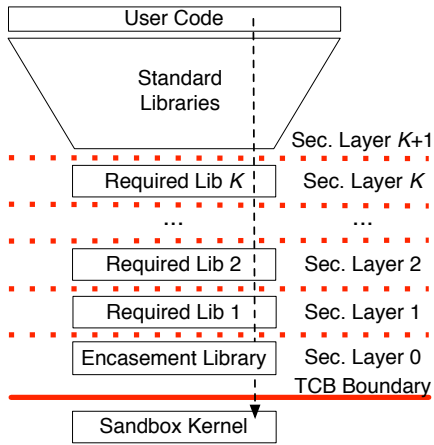 User Code
Standard
Libraries
Sec. Layer K+1
Required Lib K Sec. Layer K
... ...
Required Lib 2 Sec. Layer 2
Required Lib 1 Sec. Layer 1
Encasement Library Sec. Layer 0
TCB Boundary
Sandbox Kernel